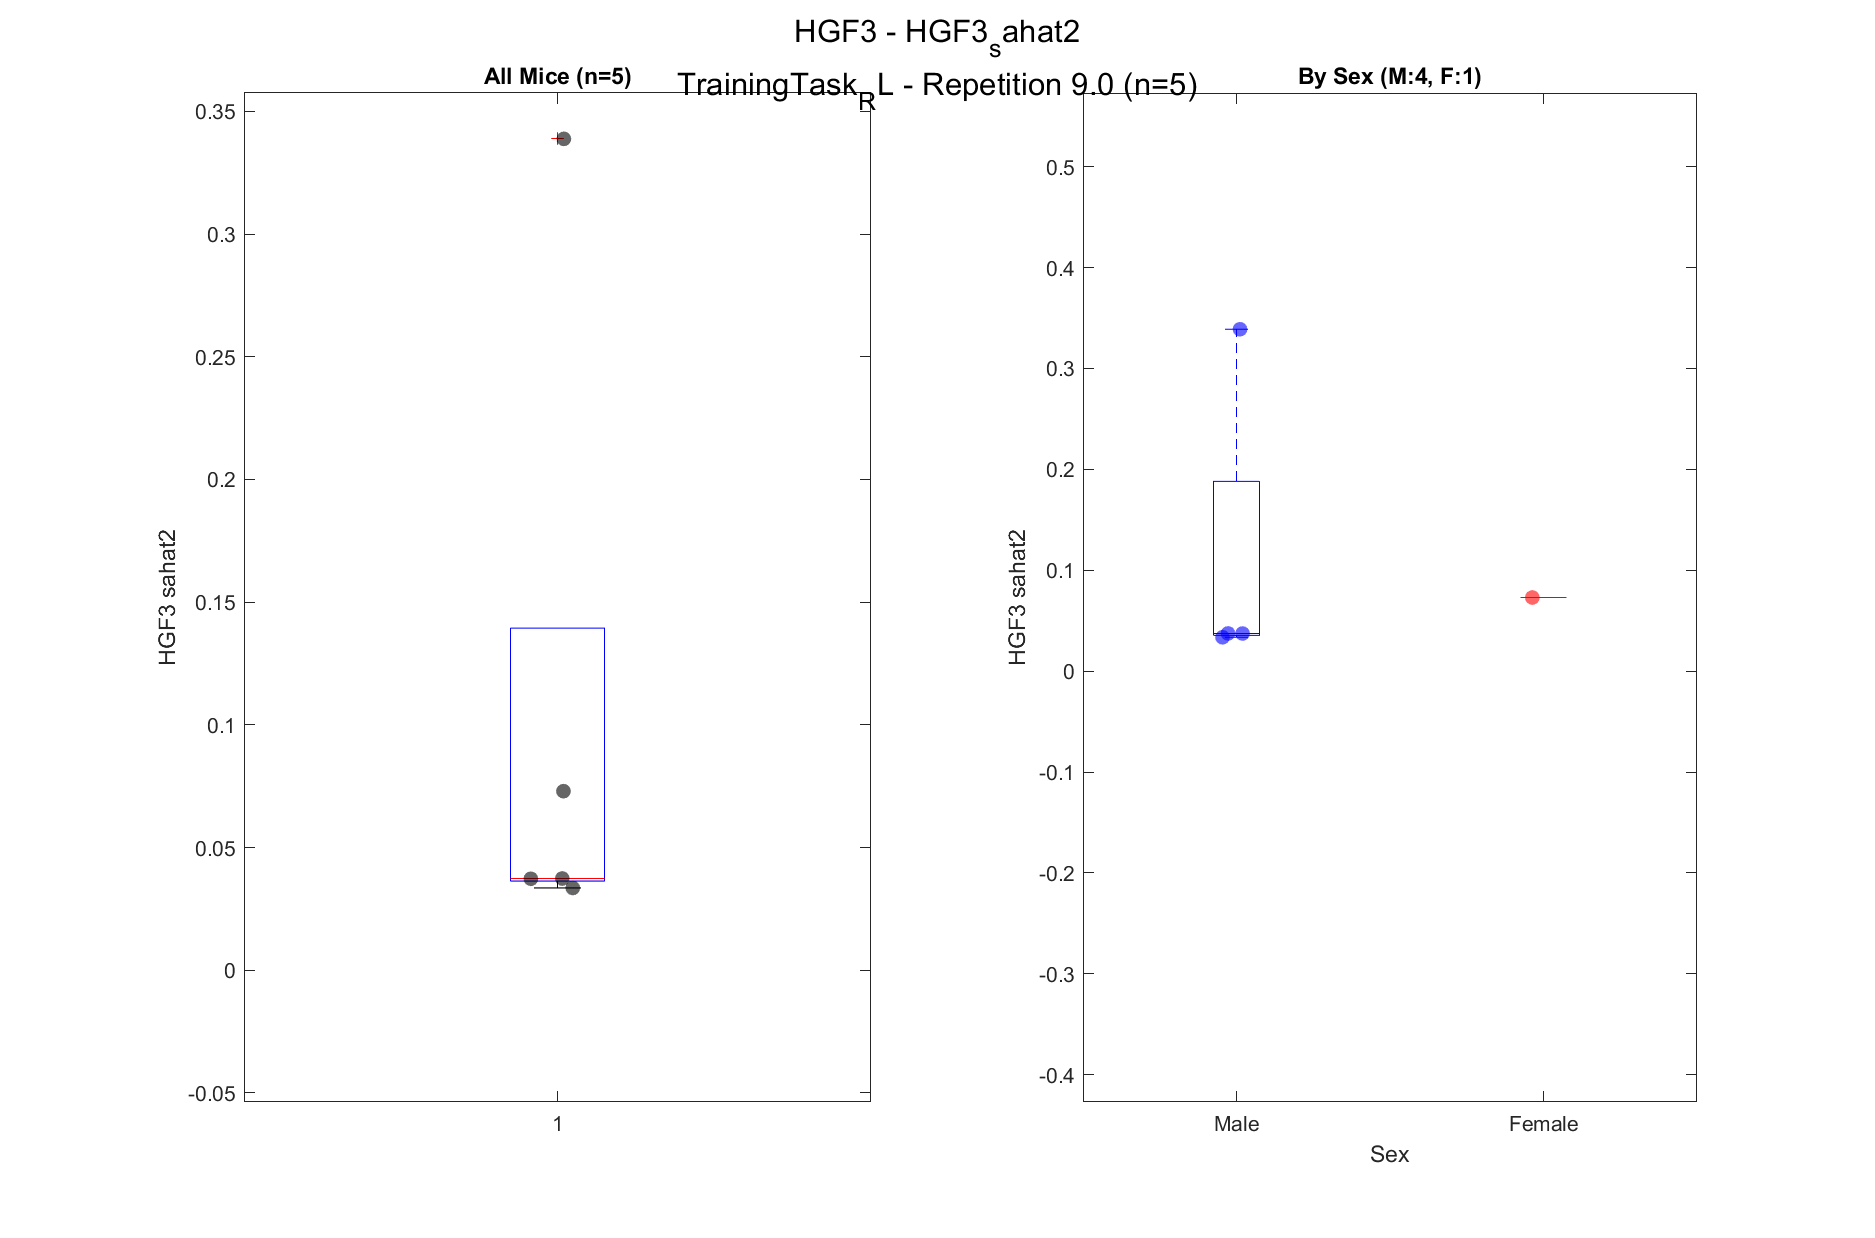 HGF3 - HGF3sahat2
TrainingTaskRL - Repetition 9.0 (n=5)
All Mice (n=5)
0.35
0.3
0.25
0.2
0.15
0.1
0.05
0
-0.05
HGF3 sahat2
1
By Sex (M:4, F:1)
0.5
0.4
0.3
0.2
0.1
0
-0.1
-0.2
-0.3
-0.4
HGF3 sahat2
Male Female
Sex